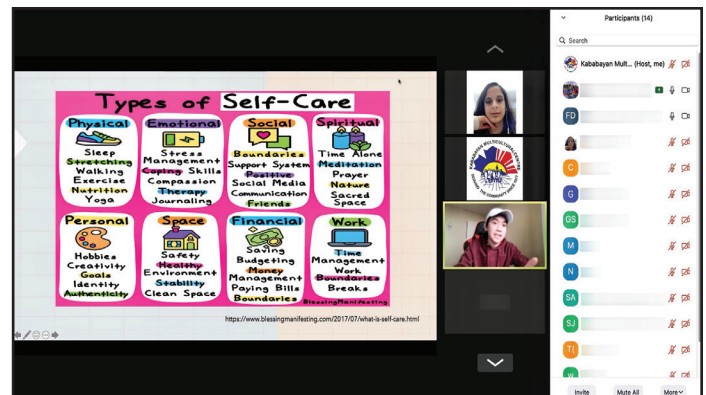 Types of Self-Care
Physical
Sleep
Stretching
Walking
Exercise
Nutrition
Yoga
Emotional
Stress
Management
Coping Skills
Compassion
Therapy
Journaling
Social
Boundaries
Support System
Positive
Social Media
Communication
Friends
Spiritual
Time Alone
Meditation
Prayer
Nature
Sacred
Space
Personal
Hobbies
Creativity
Goals
Identity
Authenticity
Space
Safety
Healthy
Environment
Stability
Clean Space
Financial
Saving
Budgeting
Money
Management
Paying Bills
Boundaries
Work
Time
Management
Work
Boundaries
Breaks
BlessingManifesting
https://www.blessingmanifesting.com/2017/07/what-is-self-care.html
Participants (14)
Search
Kababayan Mult... (Host, me)
FD
C
G
GS
M
N
SA
SJ
T(
W
Invite
Mute All
More